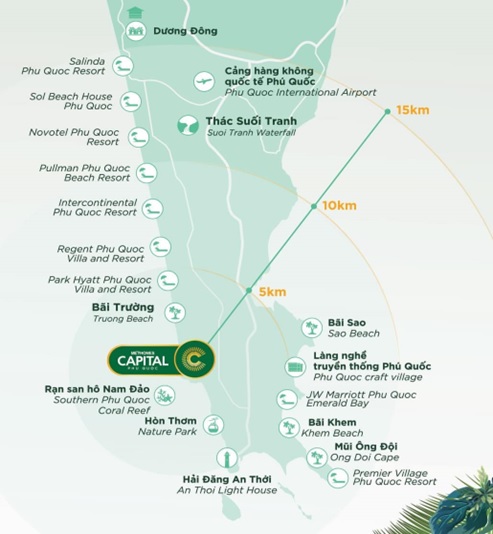 Dương Đông
Salinda
Phu Quoc Resort
Cảng hàng không
quốc tế Phú Quốc
Phu Quoc International Airport
Sol Beach House
Phu Quoc
15km
Thác Suối Tranh
Suoi Tranh Waterfall
Novotel Phu Quoc
Resort
Pullman Phu Quoc
Beach Resort
Intercontinental
Phu Quoc Resort
10km
Regent Phu Quoc
Villa and Resort
Park Hyatt Phu Quoc
Villa and Resort
5km
Bãi Trường
Truong Beach
Bãi Sao
Sao Beach
CAPITAL
PHU QUOC
Làng nghề
truyền thống Phú Quốc
Phu Quoc craft village
Rạn san hô Nam Đảo
Southern Phu Quoc
Coral Reef
JW Marriott Phu Quoc
Emerald Bay
Hòn Thơm
Nature Park
Bãi Khem
Khem Beach
Mũi Ông Đội
Ong Doi Cape
Hải Đăng An Thới
An Thoi Light House
Premier Village
Phu Quoc Resort